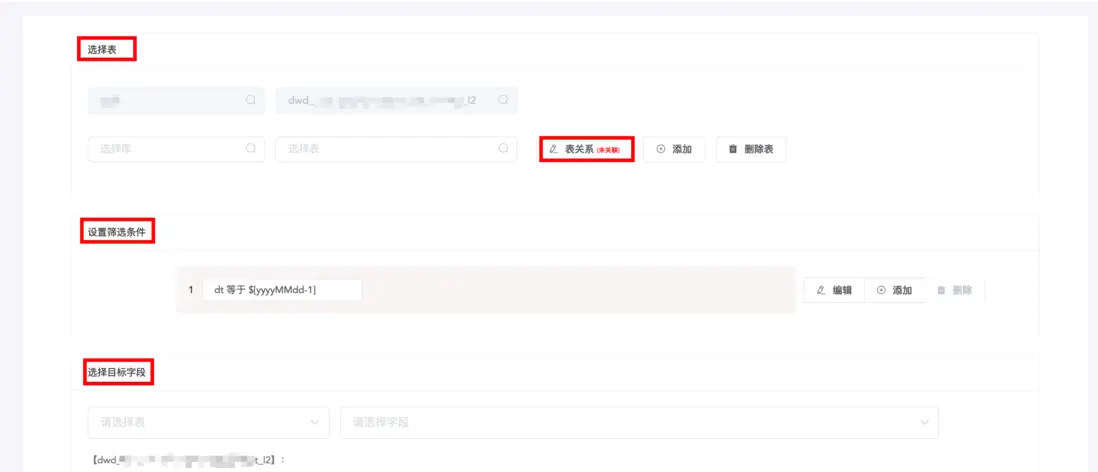 选择表
dwd_ _l2
选择库 选择表 表关系 (未关联) 添加 删除表
设置筛选条件
1 dt 等于 $[yyyyMMdd-1] 编辑 添加 删除
选择目标字段
请选择表 请选择字段
【dwd_ t_l2】: